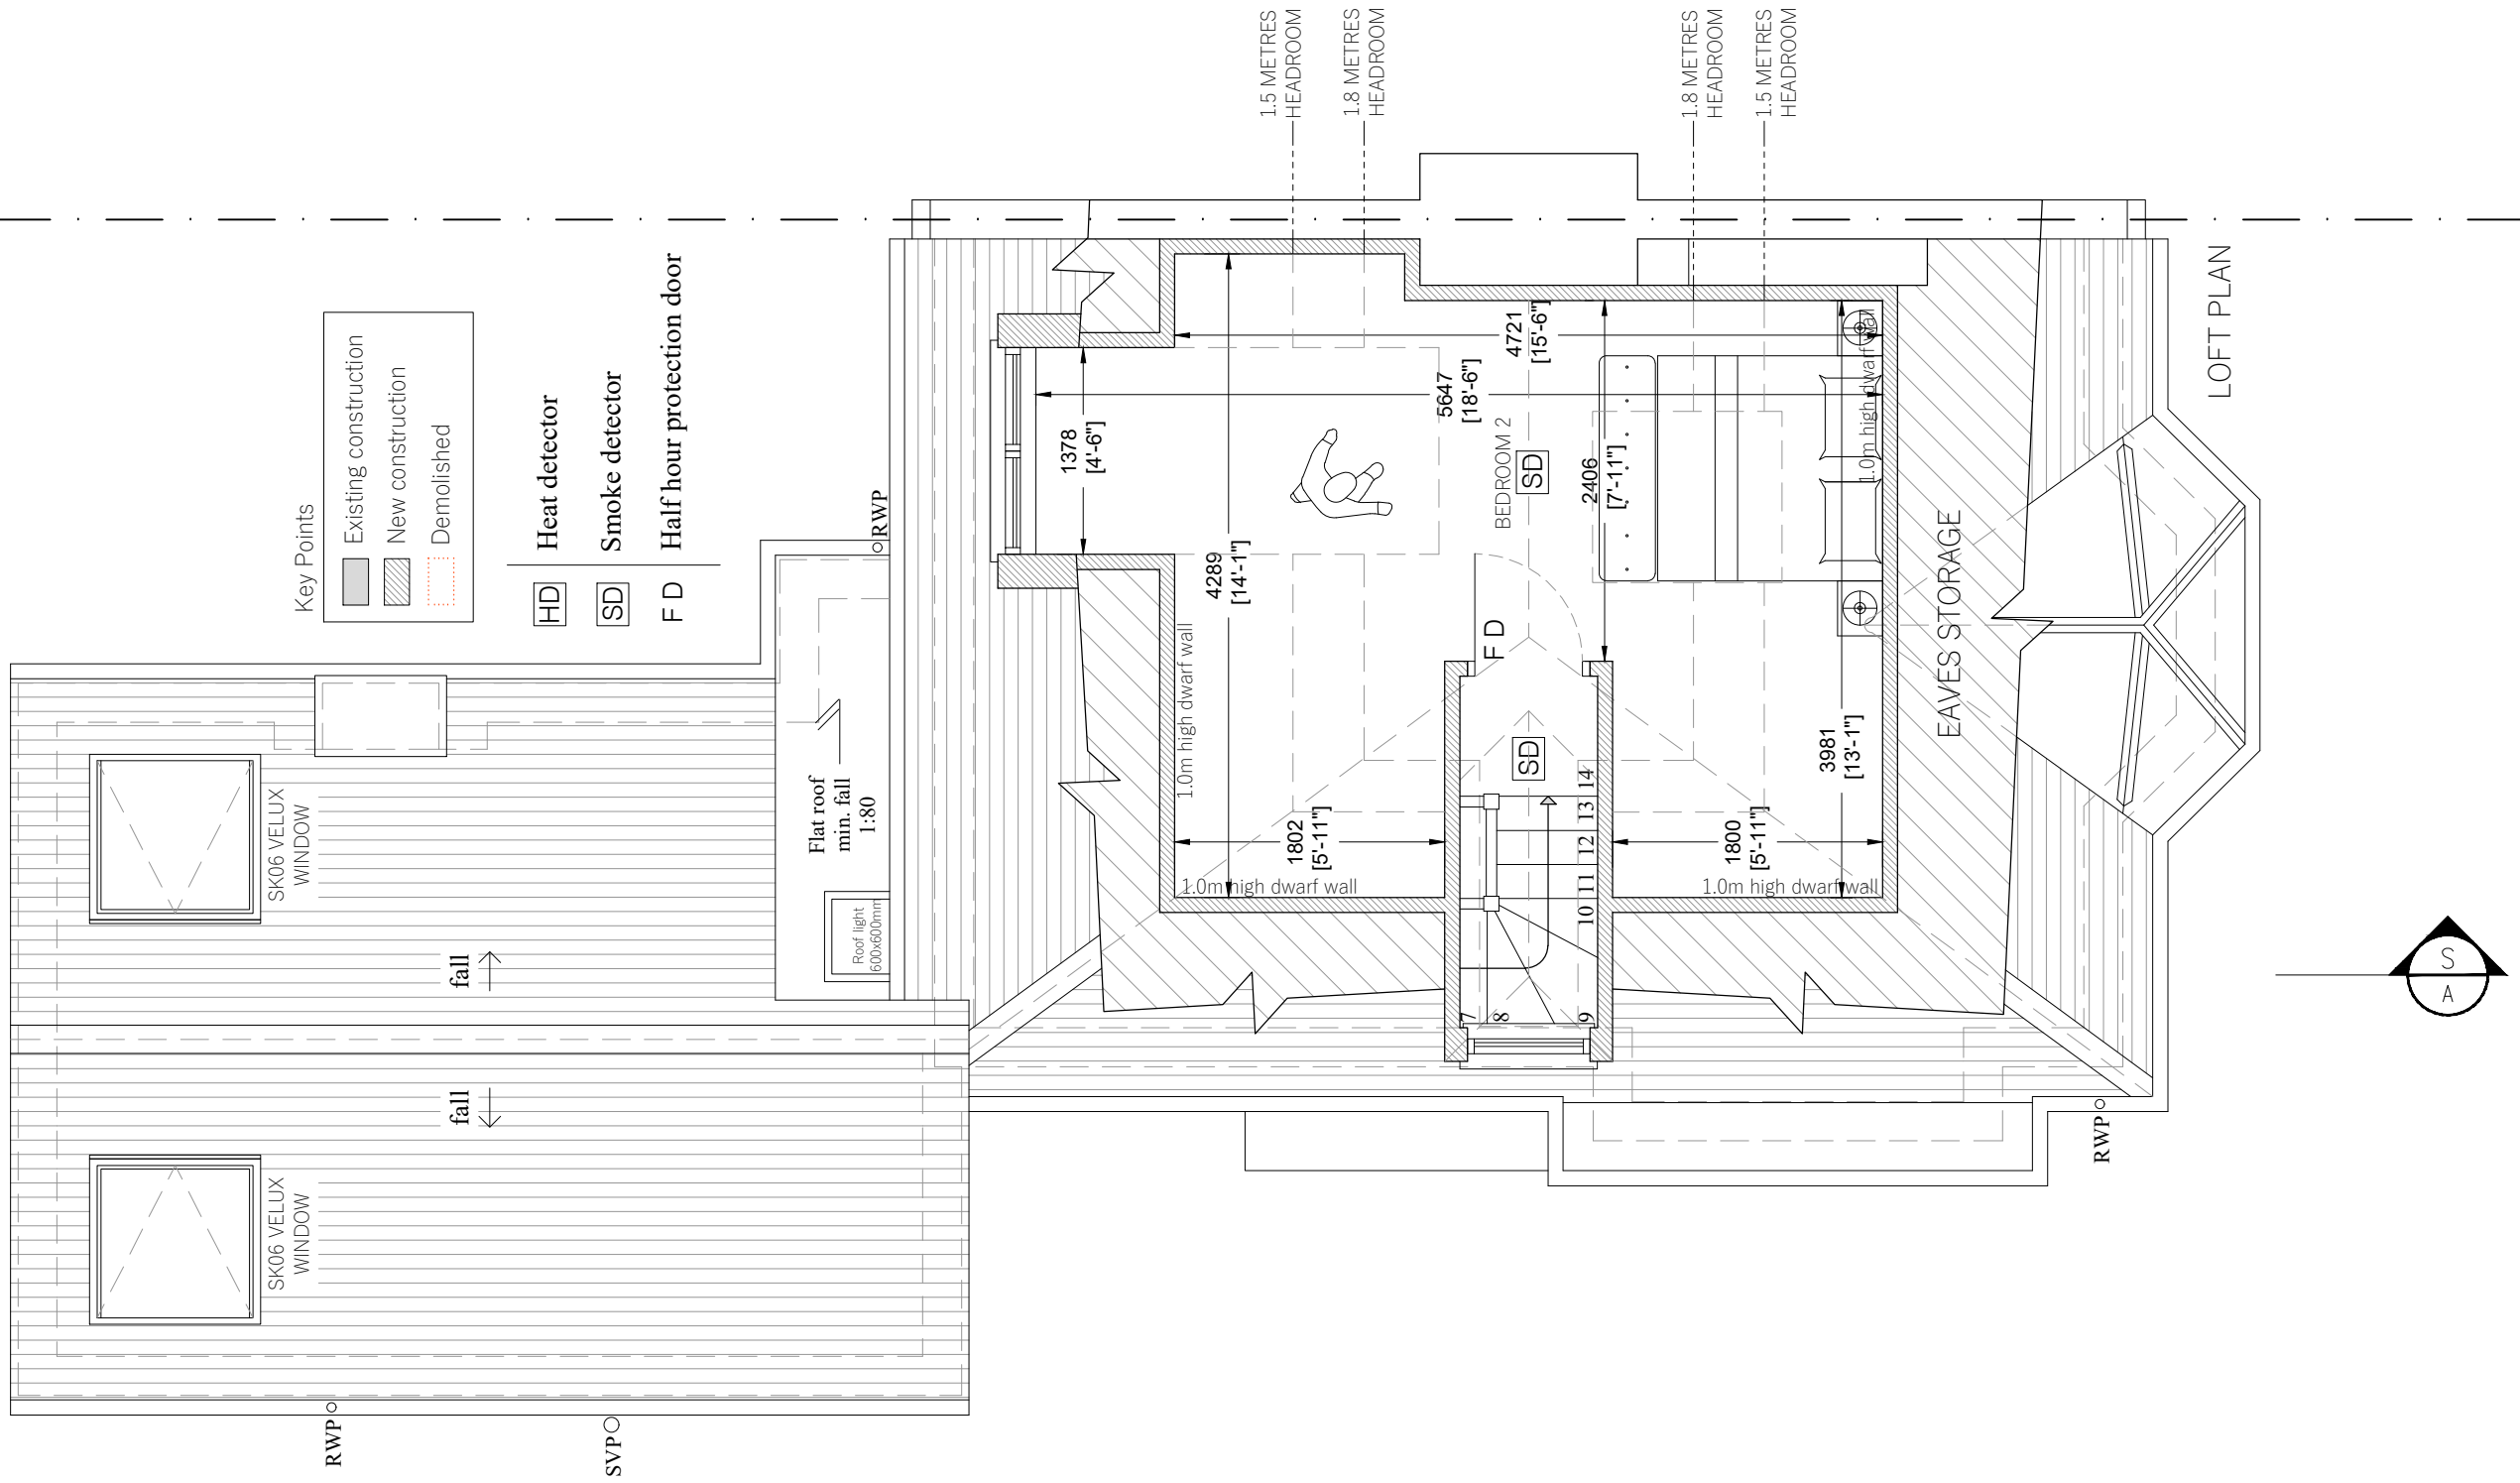 Key Points
Existing construction
New construction
Demolished
HD Heat detector
SD Smoke detector
F D Half hour protection door
SK06 VELUX
WINDOW
SK06 VELUX
WINDOW
fall
fall
RWP
SVP
RWP
Flat roof
min. fall
1:80
Roof light
600x600mm
1.5 METRES
HEADROOM
1.8 METRES
HEADROOM
1.8 METRES
HEADROOM
1.5 METRES
HEADROOM
1378
[4'-6"]
4289
[14'-1"]
4721
[15'-6"]
5647
[18'-6"]
BEDROOM 2
SD
2406
[7'-11"]
F D
SD
1.0m high dwarf wall
1802
[5'-11"]
1.0m high dwarf wall
1800
[5'-11"]
1.0m high dwarf wall
3981
[13'-1"]
1.0m high dwarf wall
7
8
9
10
11
12
13
14
EAVES STORAGE
RWP
LOFT PLAN
S
A